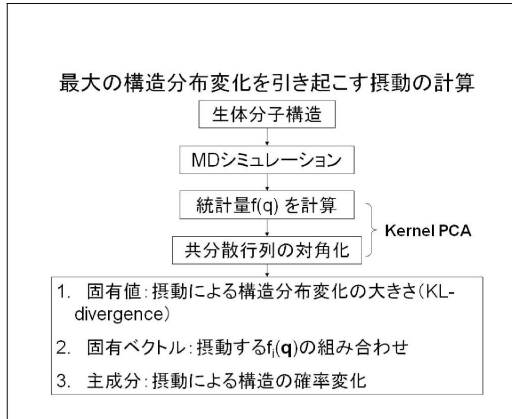 最大の構造分布変化を引き起こす摂動の計算
生体分子構造
MDシミュレーション
統計量f(q) を計算
共分散行列の対角化
Kernel PCA
1. 固有値：摂動による構造分布変化の大きさ（KL-
divergence）
2. 固有ベクトル：摂動するfi(q)の組み合わせ
3. 主成分：摂動による構造の確率変化